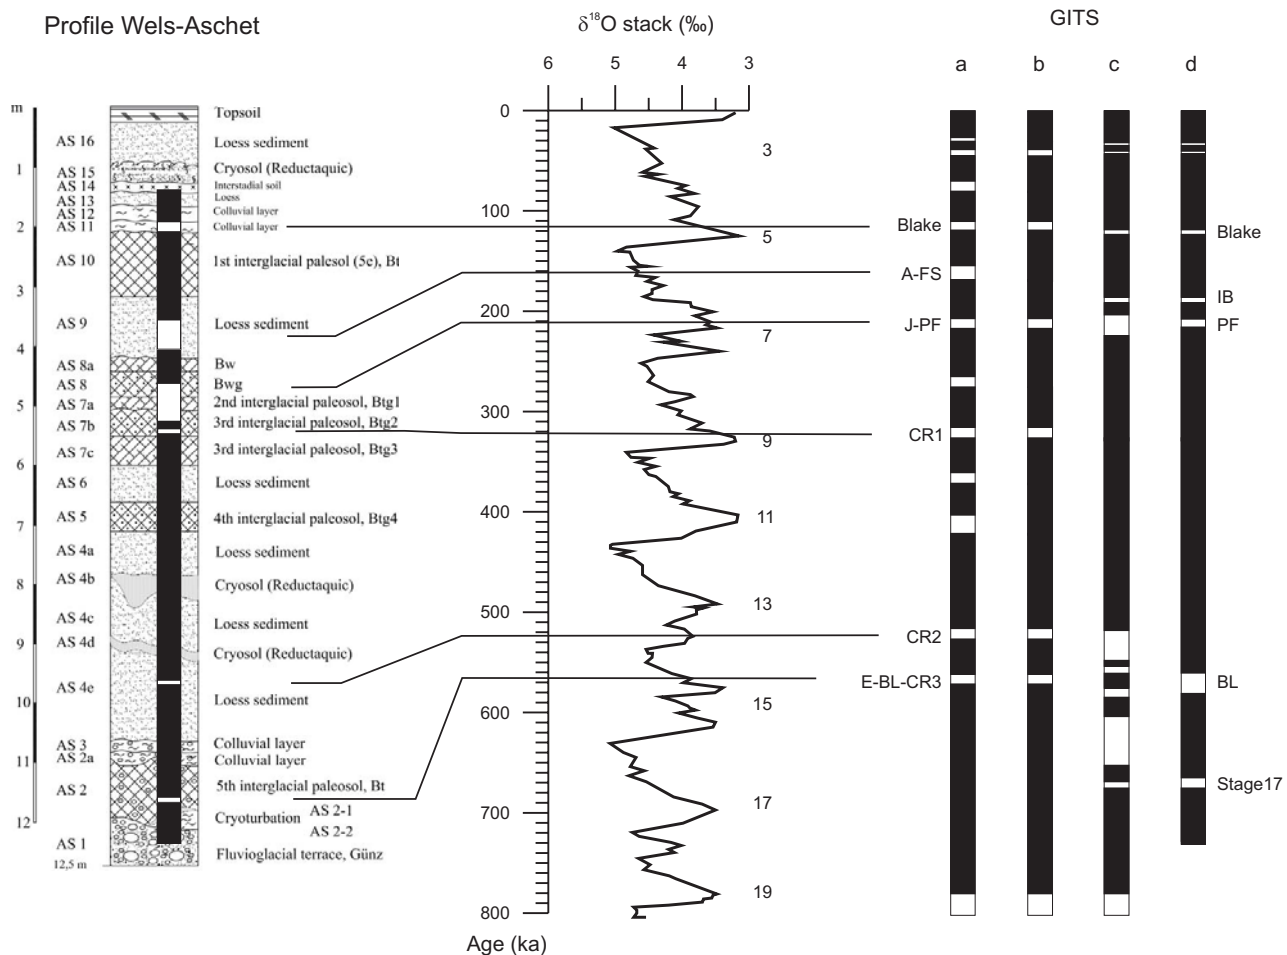 Profile Wels-Aschet
δ18O stack (‰)
GITS
6 5 4 3
a b c d
m
1
2
3
4
5
6
7
8
9
10
11
12
12,5 m
AS 16
AS 15
AS 14
AS 13
AS 12
AS 11
AS 10
AS 9
AS 8a
AS 8
AS 7a
AS 7b
AS 7c
AS 6
AS 5
AS 4a
AS 4b
AS 4c
AS 4d
AS 4e
AS 3
AS 2a
AS 2
AS 1
Topsoil
Loess sediment
Cryosol (Reductaquic)
Interstadial soil
Loess
Colluvial layer
Colluvial layer
1st interglacial palesol (5e), Bt
Loess sediment
Bw
Bwg
2nd interglacial paleosol, Btg1
3rd interglacial paleosol, Btg2
3rd interglacial paleosol, Btg3
Loess sediment
4th interglacial paleosol, Btg4
Loess sediment
Cryosol (Reductaquic)
Loess sediment
Cryosol (Reductaquic)
Loess sediment
Colluvial layer
Colluvial layer
5th interglacial paleosol, Bt
AS 2-1
Cryoturbation
AS 2-2
Fluvioglacial terrace, Günz
0
100
200
300
400
500
600
700
800
Age (ka)
3
5
7
9
11
13
15
17
19
Blake
A-FS
J-PF
CR1
CR2
E-BL-CR3
Blake
IB
PF
BL
Stage17